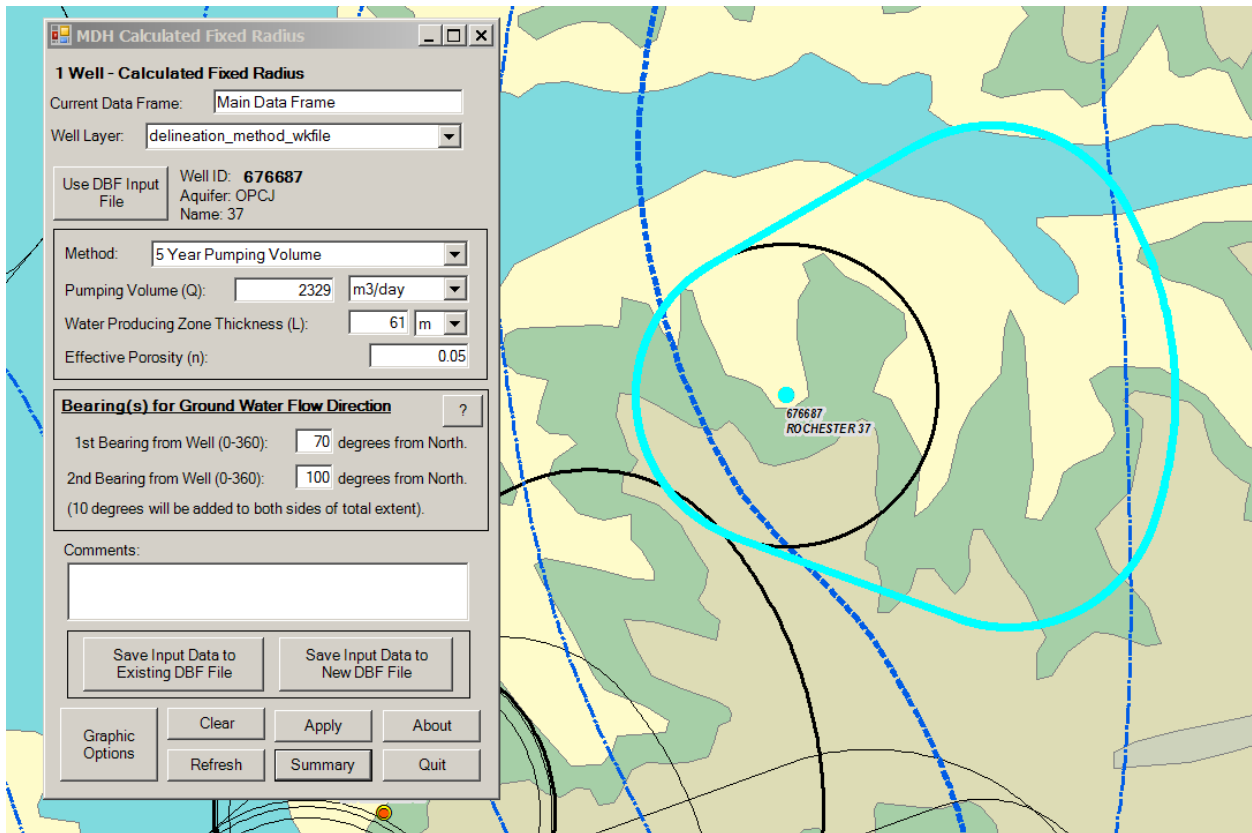 MDH Calculated Fixed Radius
1 Well - Calculated Fixed Radius
Current Data Frame: Main Data Frame
Well Layer: delineation_method_wkfile
Use DBF Input
File
Well ID: 676687
Aquifer: OPCJ
Name: 37
Method: 5 Year Pumping Volume
Pumping Volume (Q): 2329 m3/day
Water Producing Zone Thickness (L): 61 m
Effective Porosity (n): 0.05
Bearing(s) for Ground Water Flow Direction ?
1st Bearing from Well (0-360): 70 degrees from North.
2nd Bearing from Well (0-360): 100 degrees from North.
(10 degrees will be added to both sides of total extent).
Comments:
Save Input Data to
Existing DBF File
Save Input Data to
New DBF File
Graphic
Options
Clear
Apply
About
Refresh
Summary
Quit
676687
ROCHESTER 37